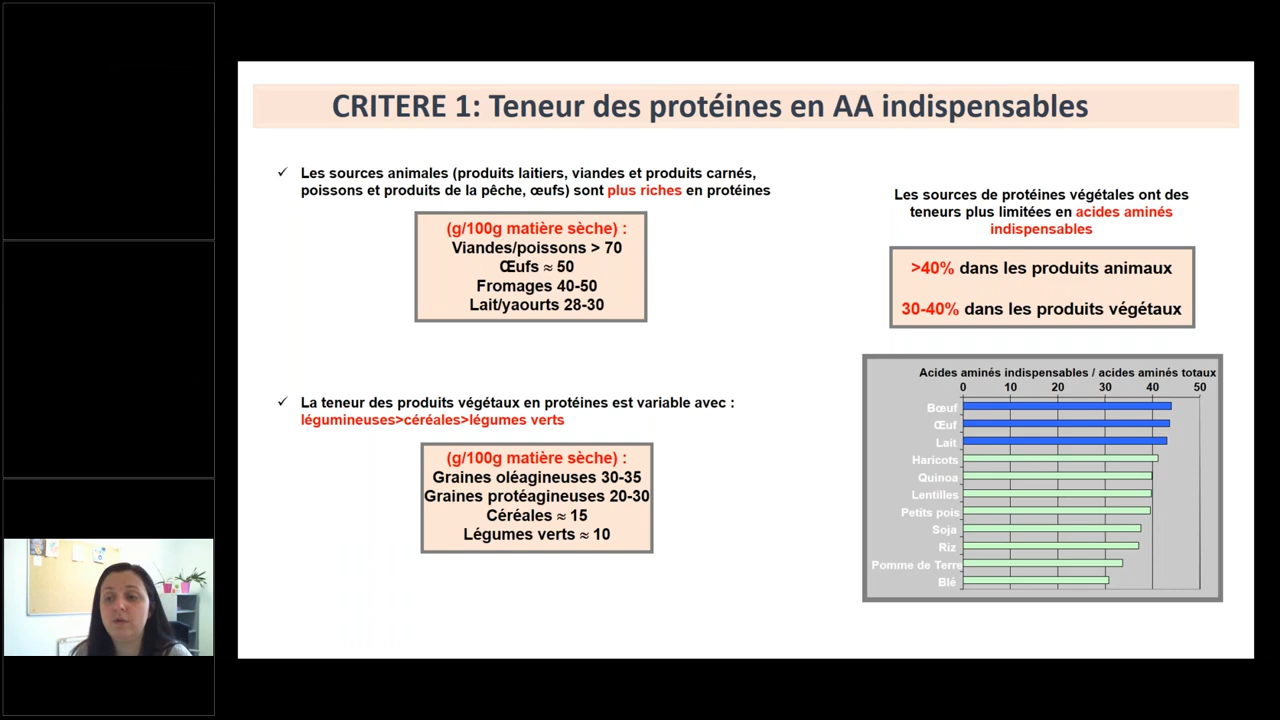 CRITERE 1: Teneur des protéines en AA indispensables
✓ Les sources animales (produits laitiers, viandes et produits carnés,
poissons et produits de la pêche, œufs) sont plus riches en protéines
(g/100g matière sèche) :
Viandes/poissons > 70
Œufs ≈ 50
Fromages 40-50
Lait/yaourts 28-30
✓ La teneur des produits végétaux en protéines est variable avec :
légumineuses>céréales>légumes verts
(g/100g matière sèche) :
Graines oléagineuses 30-35
Graines protéagineuses 20-30
Céréales ≈ 15
Légumes verts ≈ 10
Les sources de protéines végétales ont des
teneurs plus limitées en acides aminés
indispensables
>40% dans les produits animaux
30-40% dans les produits végétaux
Acides aminés indispensables / acides aminés totaux
0 10 20 30 40 50
Bœuf
Œuf
Lait
Haricots
Quinoa
Lentilles
Petits pois
Soja
Riz
Pomme de Terre
Blé